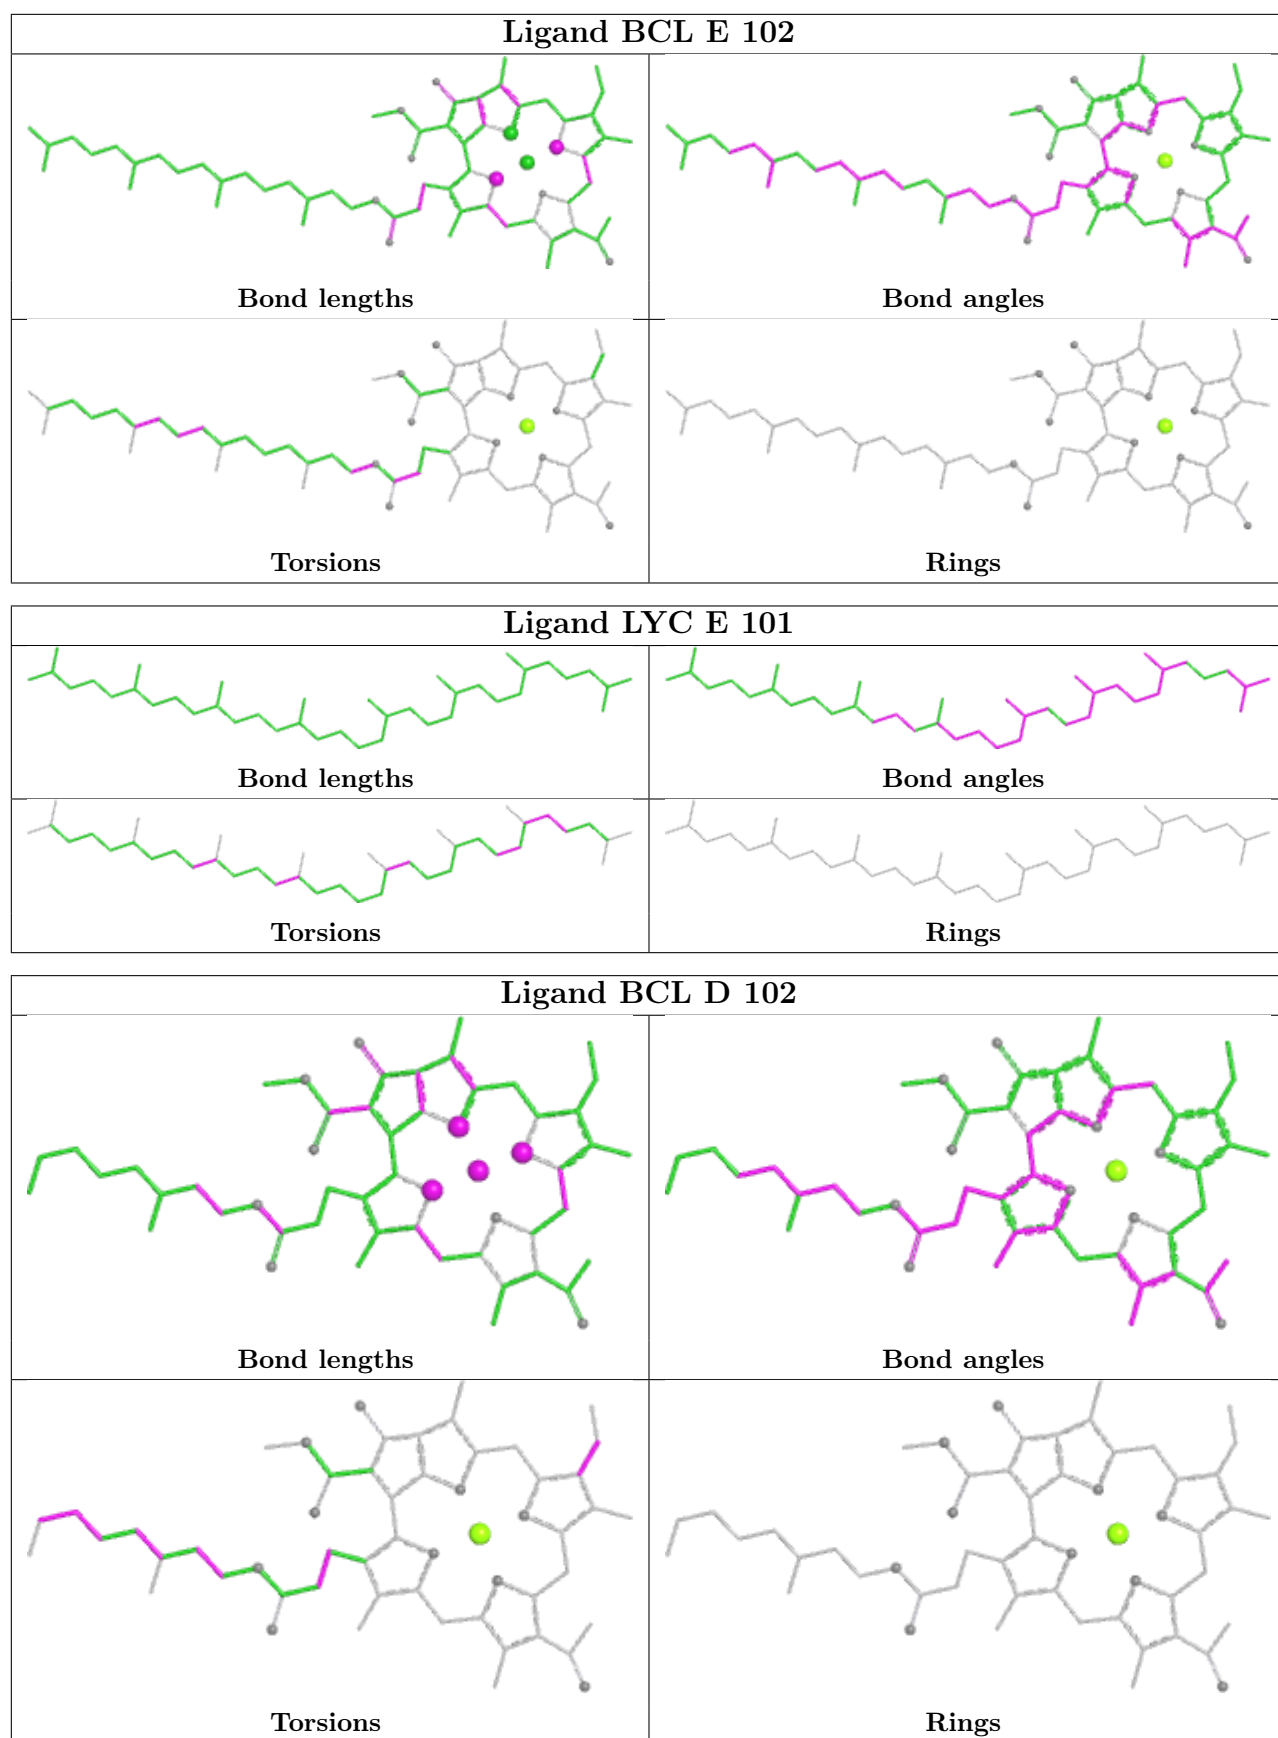 Ligand BCL E 102
Bond lengths
Bond angles
Torsions
Rings
Ligand LYC E 101
Bond lengths
Bond angles
Torsions
Rings
Ligand BCL D 102
Bond lengths
Bond angles
Torsions
Rings